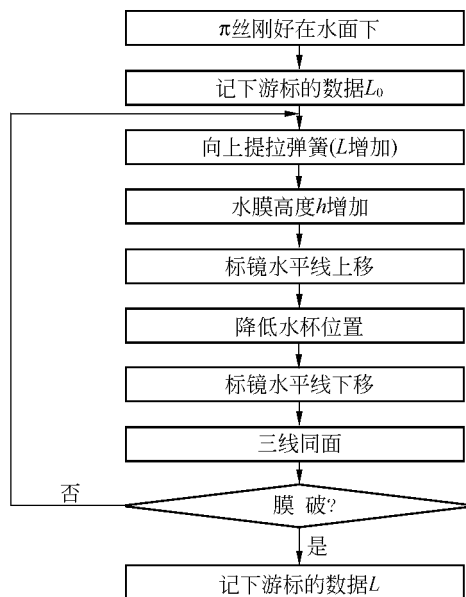 π丝刚好在水面下
记下游标的数据L₀
向上提拉弹簧(L增加)
水膜高度h增加
标镜水平线上移
降低水杯位置
标镜水平线下移
三线同面
否
膜 破?
是
记下游标的数据L